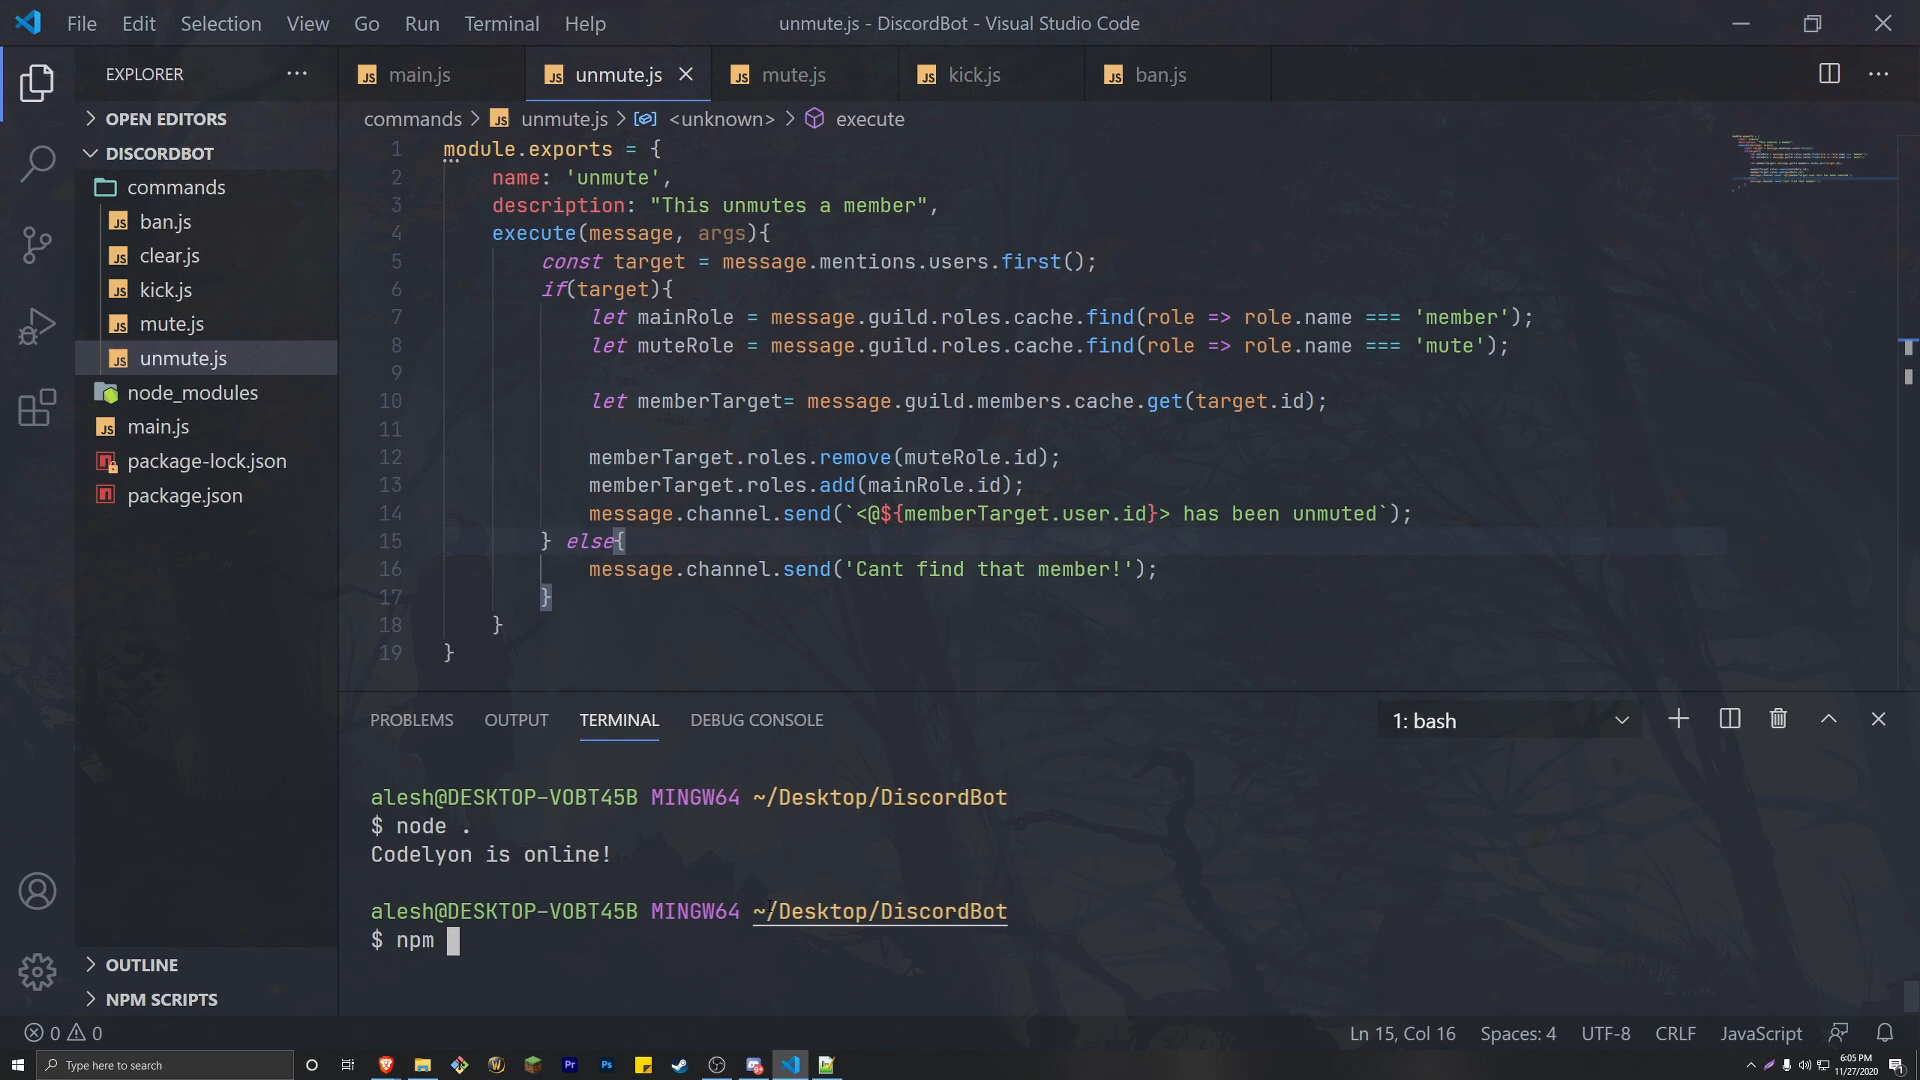 File Edit Selection View Go Run Terminal Help unmute.js - DiscordBot - Visual Studio Code
EXPLORER
OPEN EDITORS
DISCORDBOT
commands
ban.js
clear.js
kick.js
mute.js
unmute.js
node_modules
main.js
package-lock.json
package.json
OUTLINE
NPM SCRIPTS
main.js unmute.js mute.js kick.js ban.js
commands > unmute.js > <unknown> > execute
1 module.exports = {
2 name: 'unmute',
3 description: "This unmutes a member",
4 execute(message, args){
5 const target = message.mentions.users.first();
6 if(target){
7 let mainRole = message.guild.roles.cache.find(role => role.name === 'member');
8 let muteRole = message.guild.roles.cache.find(role => role.name === 'mute');
9
10 let memberTarget= message.guild.members.cache.get(target.id);
11
12 memberTarget.roles.remove(muteRole.id);
13 memberTarget.roles.add(mainRole.id);
14 message.channel.send(`<@${memberTarget.user.id}> has been unmuted`);
15 } else{
16 message.channel.send('Cant find that member!');
17 }
18 }
19 }
PROBLEMS OUTPUT TERMINAL DEBUG CONSOLE 1: bash
alesh@DESKTOP-VOBT45B MINGW64 ~/Desktop/DiscordBot
$ node .
Codelyon is online!
alesh@DESKTOP-VOBT45B MINGW64 ~/Desktop/DiscordBot
$ npm
0 0 Ln 15, Col 16 Spaces: 4 UTF-8 CRLF JavaScript
Type here to search
6:05 PM
11/27/2020